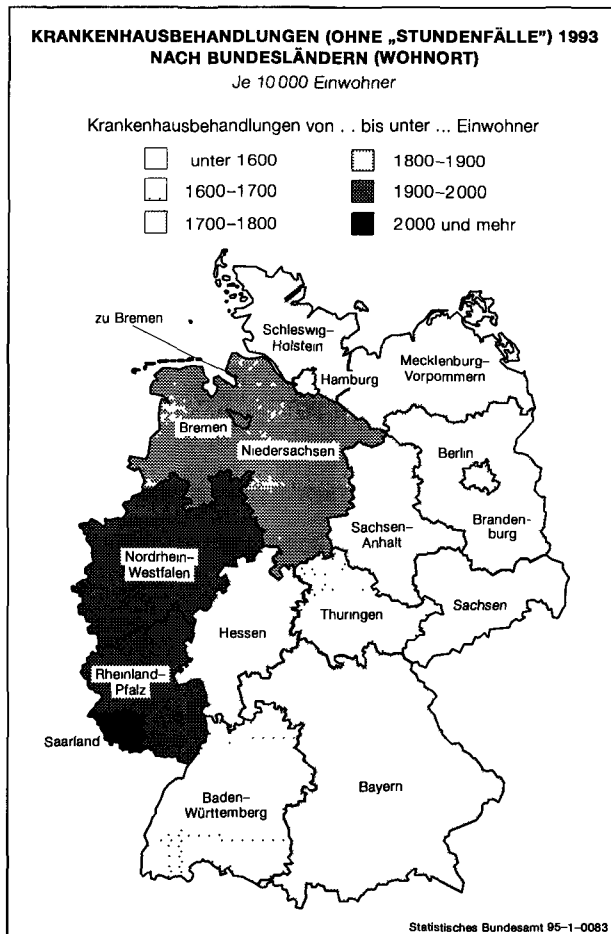 KRANKENHAUSBEHANDLUNGEN (OHNE „STUNDENFÄLLE") 1993
NACH BUNDESLÄNDERN (WOHNORT)
Je 10 000 Einwohner
Krankenhausbehandlungen von . . bis unter ... Einwohner
unter 1600
1600–1700
1700–1800
1800–1900
1900–2000
2000 und mehr
zu Bremen
Schleswig-
Holstein
Hamburg
Mecklenburg-
Vorpommern
Bremen
Niedersachsen
Berlin
Branden-
burg
Sachsen-
Anhalt
Nordrhein-
Westfalen
Hessen
Thüringen
Sachsen
Rheinland-
Pfalz
Saarland
Baden-
Württemberg
Bayern
Statistisches Bundesamt 95-1-0083